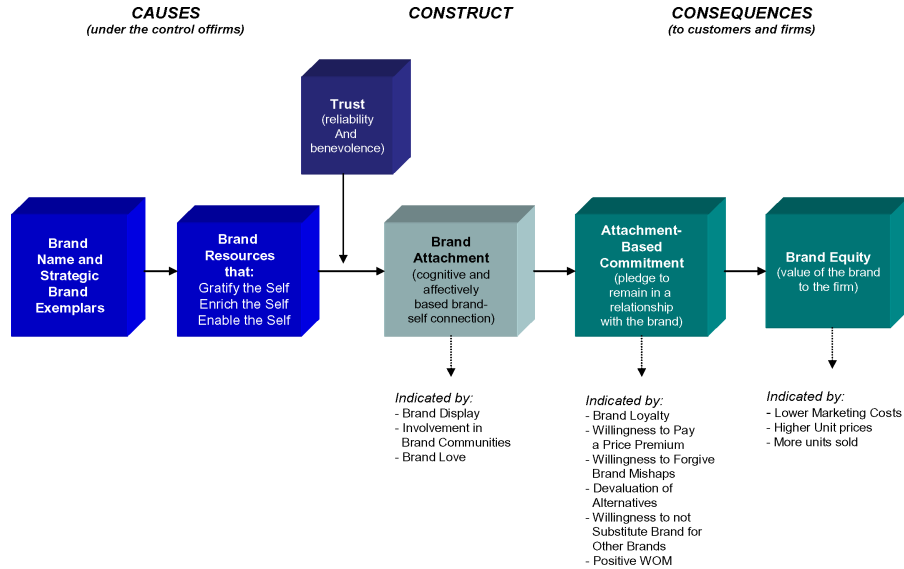 CAUSES
(under the control offirms)
CONSTRUCT
CONSEQUENCES
(to customers and firms)
Trust
(reliability
And
benevolence)
Brand
Name and
Strategic
Brand
Exemplars
Brand
Resources
that:
Gratify the Self
Enrich the Self
Enable the Self
Brand
Attachment
(cognitive and
affectively
based brand-
self connection)
Attachment-
Based
Commitment
(pledge to
remain in a
relationship
with the brand)
Brand Equity
(value of the brand
to the firm)
Indicated by:
- Brand Display
- Involvement in
Brand Communities
- Brand Love
Indicated by:
- Brand Loyalty
- Willingness to Pay
a Price Premium
- Willingness to Forgive
Brand Mishaps
- Devaluation of
Alternatives
- Willingness to not
Substitute Brand for
Other Brands
- Positive WOM
Indicated by:
- Lower Marketing Costs
- Higher Unit prices
- More units sold